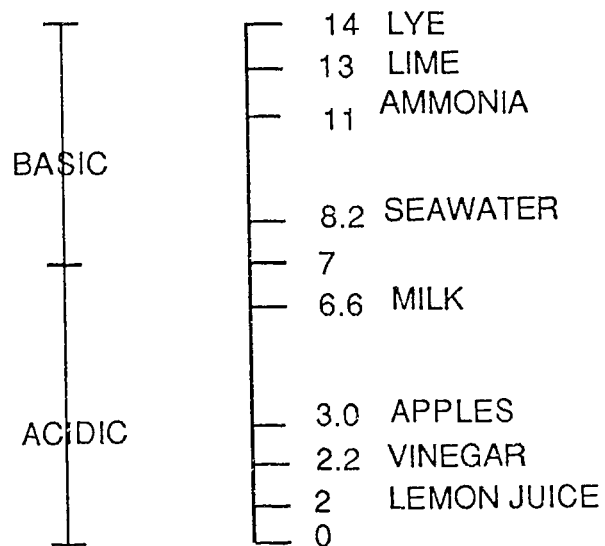 14 LYE
13 LIME
11 AMMONIA
BASIC
8.2 SEAWATER
7
6.6 MILK
3.0 APPLES
ACIDIC
2.2 VINEGAR
2 LEMON JUICE
0